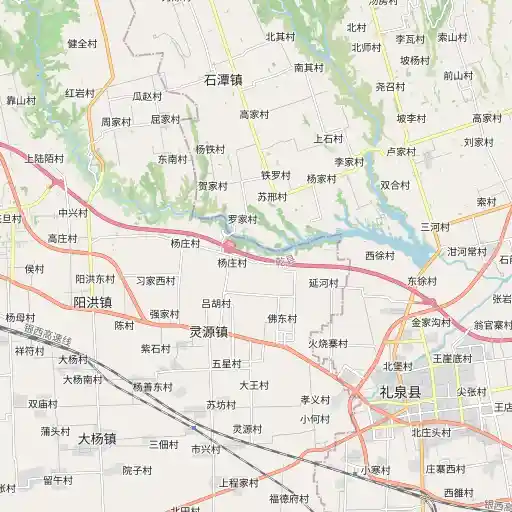 北村
索山村
北其村
李瓦村
健全村
北师村
坡杨村
南其村
石潭镇
前山村
红岩村
尧召村
瓜赵村
靠山村
高家村
周家村
屈家村
坡李村
高家村
上石村
刘家村
杨铁村
卢家村
上陆陌村
东南村
李家村
铁罗村
杨家村
贺家村
双合村
苏邢村
索村
中兴村
罗家村
三河村
高庄村
杨庄村
泔河常村
西徐村
乾县
侯村
杨庄村
阳洪东村
习家西村
延河村
东徐村
阳洪镇
吕胡村
强家村
佛东村
杨母村
陈村
灵源镇
金家沟村
翁官寨村
银西高速线
祥符村
紫石村
火烧寨村
大杨村
五星村
王崖底村
北堡村
大杨南村
杨善东村
大王村
礼泉县
尖张村
双庙村
苏坊村
孝义村
小何村
蒲头村
灵源村
北庄头村
大杨镇
三佃村
市兴村
院子村
小寒村
庄寨西村
留午村
上程家村
西雒村
福德府村